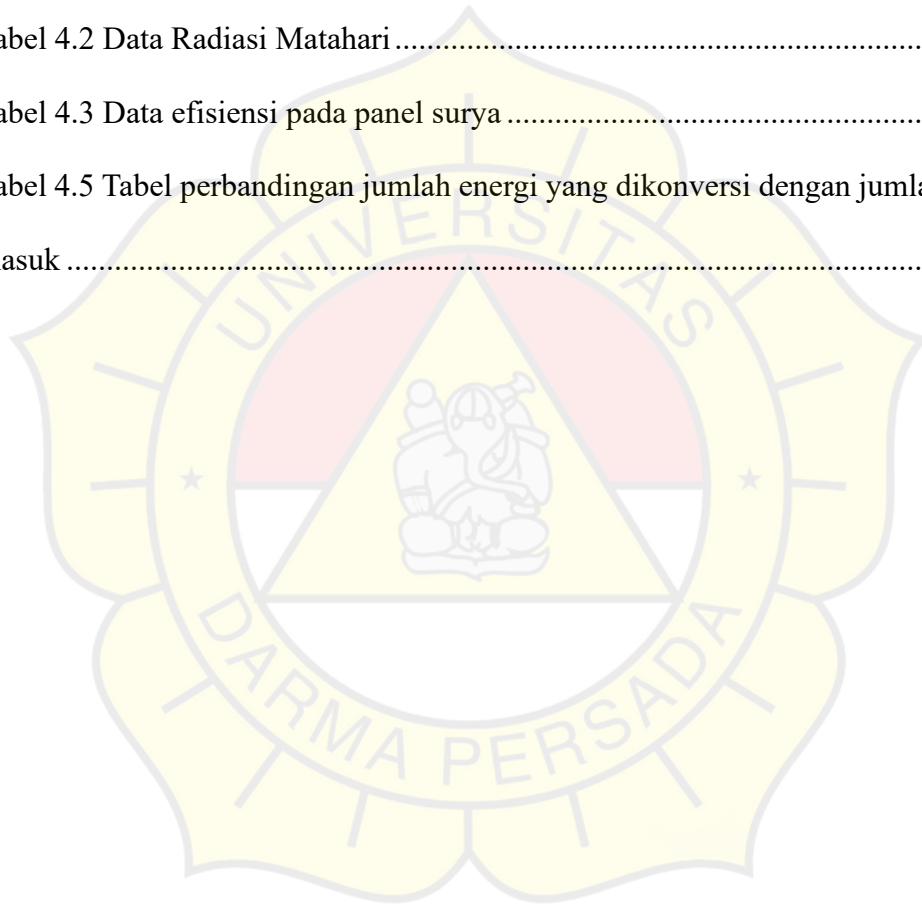 abel 4.2 Data Radiasi Matahari ................................................................
abel 4.3 Data efisiensi pada panel surya ....................................................
abel 4.5 Tabel perbandingan jumlah energi yang dikonversi dengan jumla
asuk .........................................................................................................
UNIVERSITAS
DARMA PERSADA